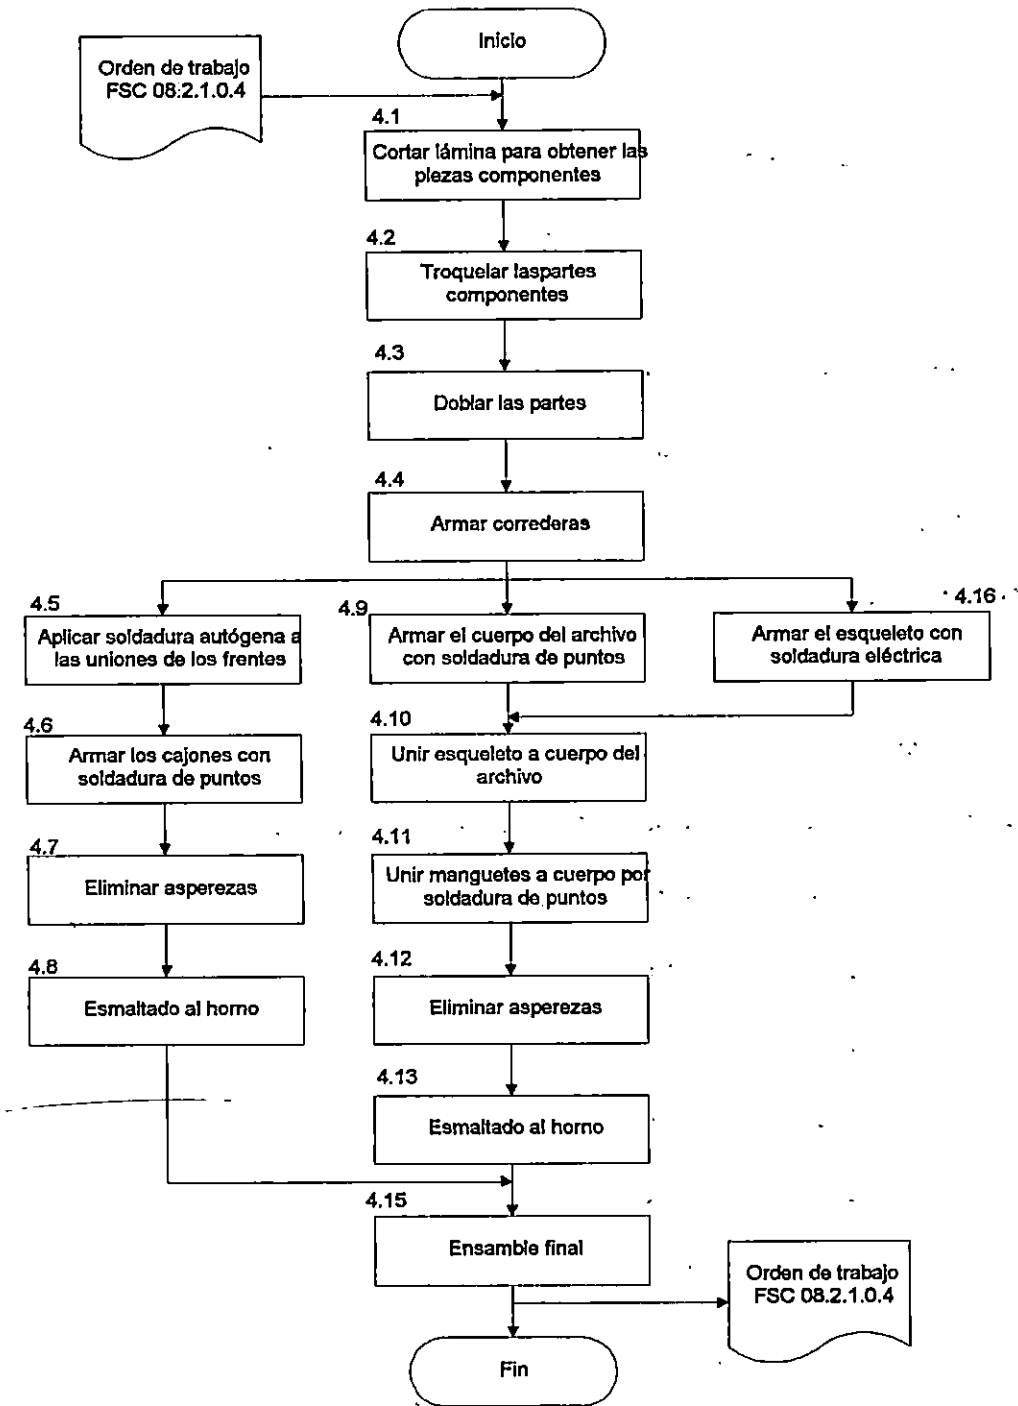 Inicio
Orden de trabajo
FSC 08:2.1.0.4
4.1
Cortar lámina para obtener las
piezas componentes
4.2
Troquelar laspartes
componentes
4.3
Doblar las partes
4.4
Armar correderas
4.5
Aplicar soldadura autógena a
las uniones de los frentes
4.9
Armar el cuerpo del archivo
con soldadura de puntos
4.16
Armar el esqueleto con
soldadura eléctrica
4.6
Armar los cajones con
soldadura de puntos
4.10
Unir esqueleto a cuerpo del
archivo
4.7
Eliminar asperezas
4.11
Unir manguetes a cuerpo por
soldadura de puntos
4.8
Esmaltado al horno
4.12
Eliminar asperezas
4.13
Esmaltado al horno
4.15
Ensamble final
Orden de trabajo
FSC 08.2.1.0.4
Fin